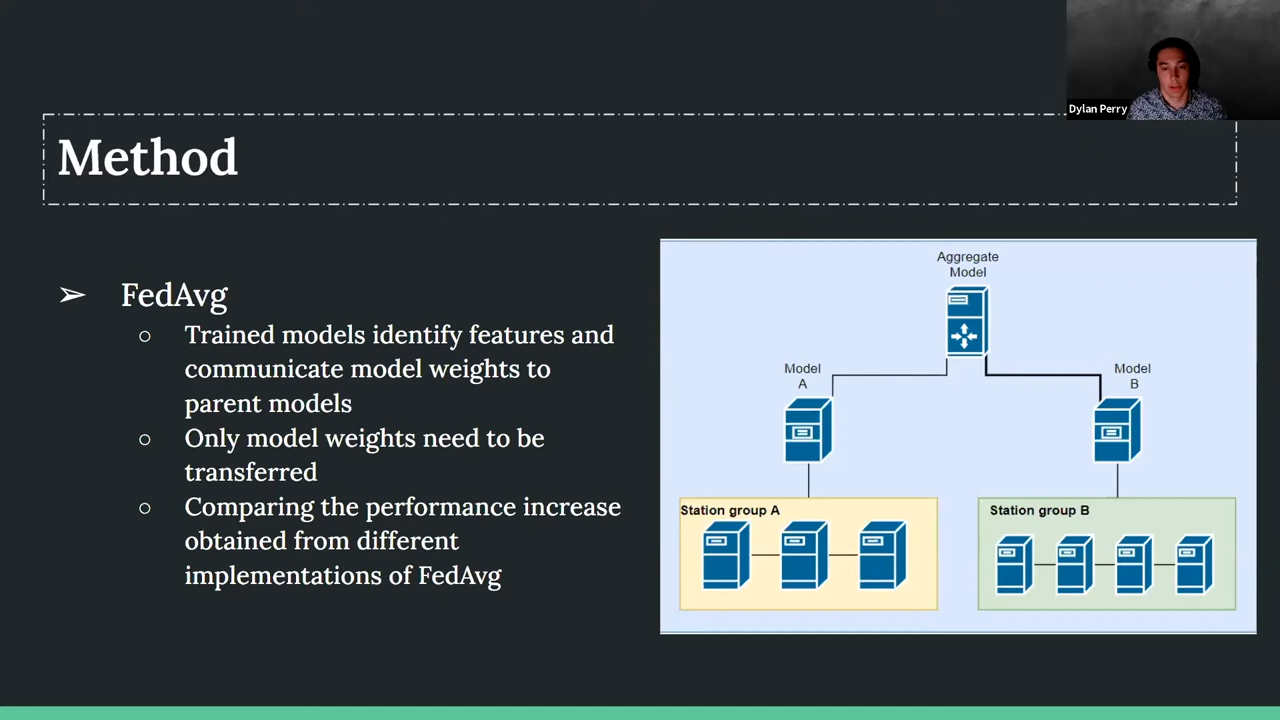 Dylan Perry
Method
➢ FedAvg
○ Trained models identify features and
communicate model weights to
parent models
○ Only model weights need to be
transferred
○ Comparing the performance increase
obtained from different
implementations of FedAvg
Aggregate
Model
Model
A
Model
B
Station group A
Station group B